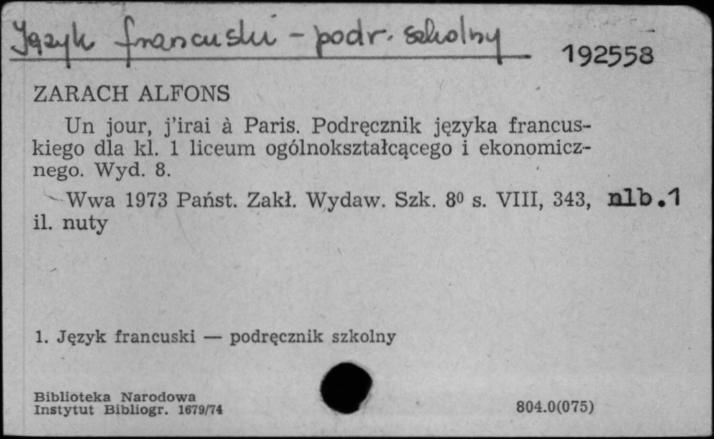 Język francuski - podr. szkolny
192558
ZARACH ALFONS
Un jour, j'irai à Paris. Podręcznik języka francus-
kiego dla kl. 1 liceum ogólnokształcącego i ekonomicz-
nego. Wyd. 8.
Wwa 1973 Państ. Zakł. Wydaw. Szk. 8⁰ s. VIII, 343, nlb.1
il. nuty
1. Język francuski — podręcznik szkolny
Biblioteka Narodowa
Instytut Bibliogr. 1679/74
804.0(075)